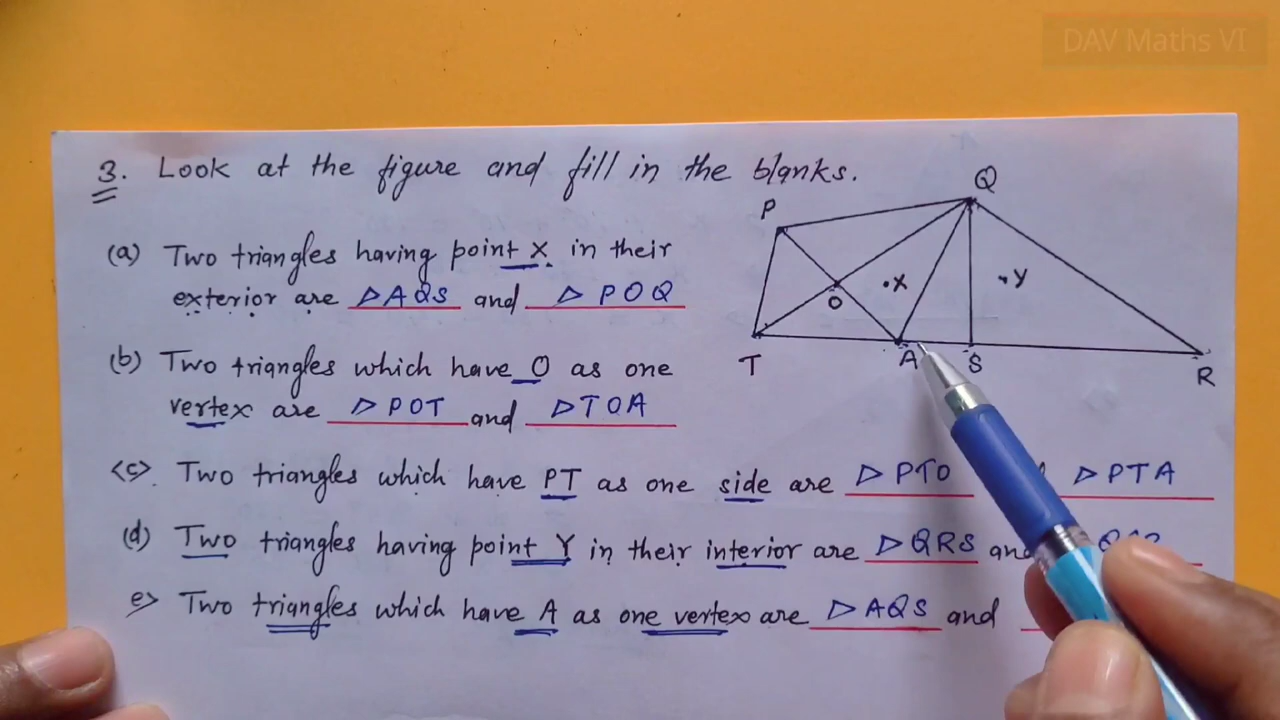 DAV Maths VI
3. Look at the figure and fill in the blanks.
(a) Two triangles having point X in their
exterior are △AQS and △POQ
(b) Two triangles which have O as one
vertex are △POT and △TOA
(c) Two triangles which have PT as one side are △PTO △PTA
(d) Two triangles having point Y in their interior are △QRS and
e) Two triangles which have A as one vertex are △AQS and
P
Q
O
X
Y
T
A
S
R